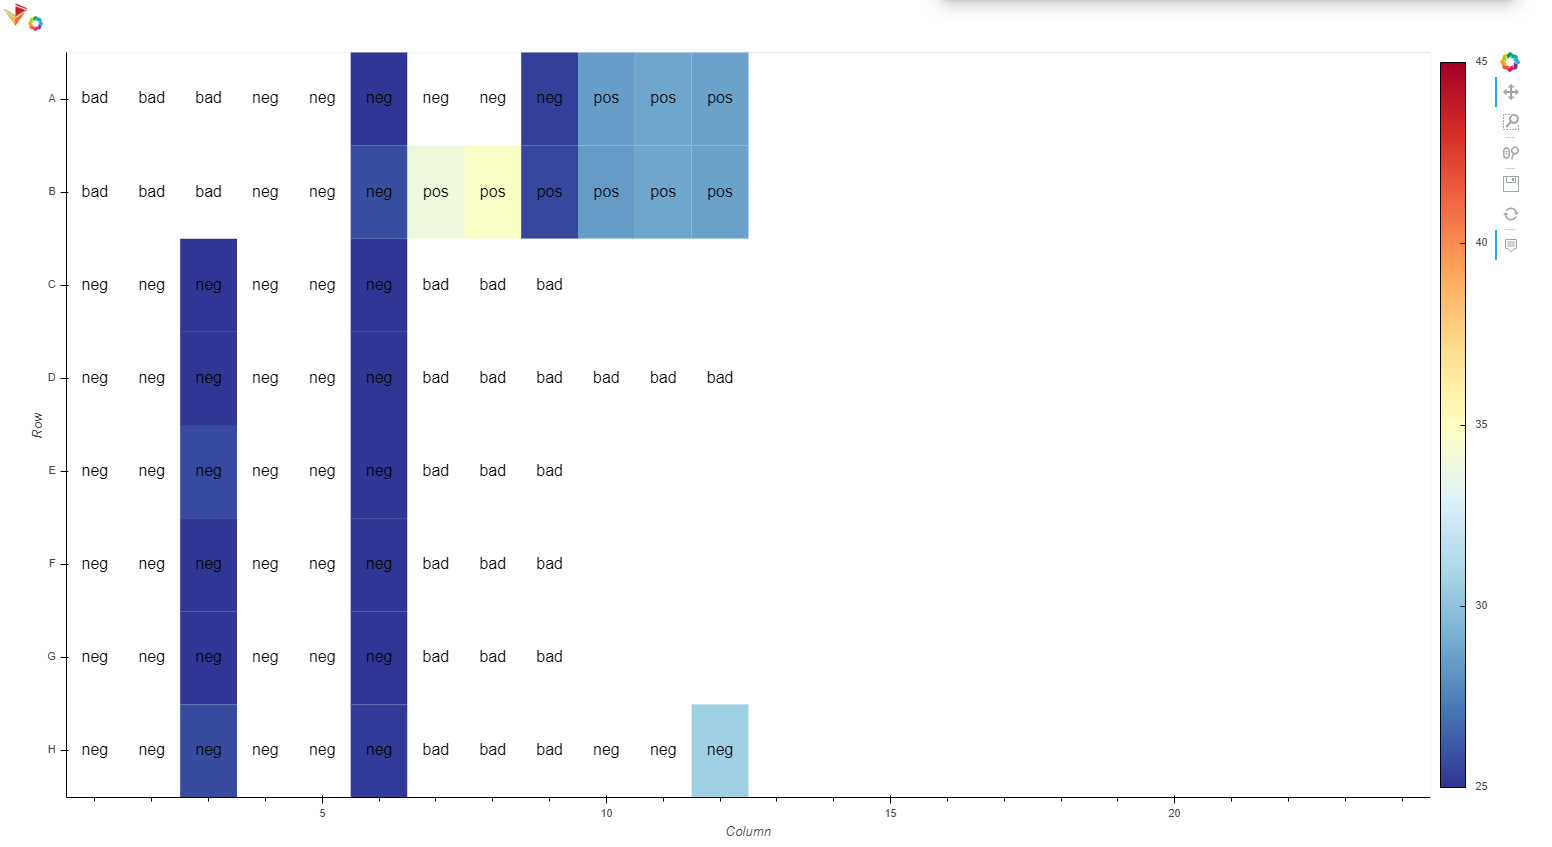 45
A bad bad bad neg neg neg neg neg neg pos pos pos
B bad bad bad neg neg neg pos pos pos pos pos pos
40
C neg neg neg neg neg neg bad bad bad
D neg neg neg neg neg neg bad bad bad bad bad bad
Row
35
E neg neg neg neg neg neg bad bad bad
F neg neg neg neg neg neg bad bad bad
30
G neg neg neg neg neg neg bad bad bad
H neg neg neg neg neg neg bad bad bad neg neg neg
25
5 10 15 20
Column